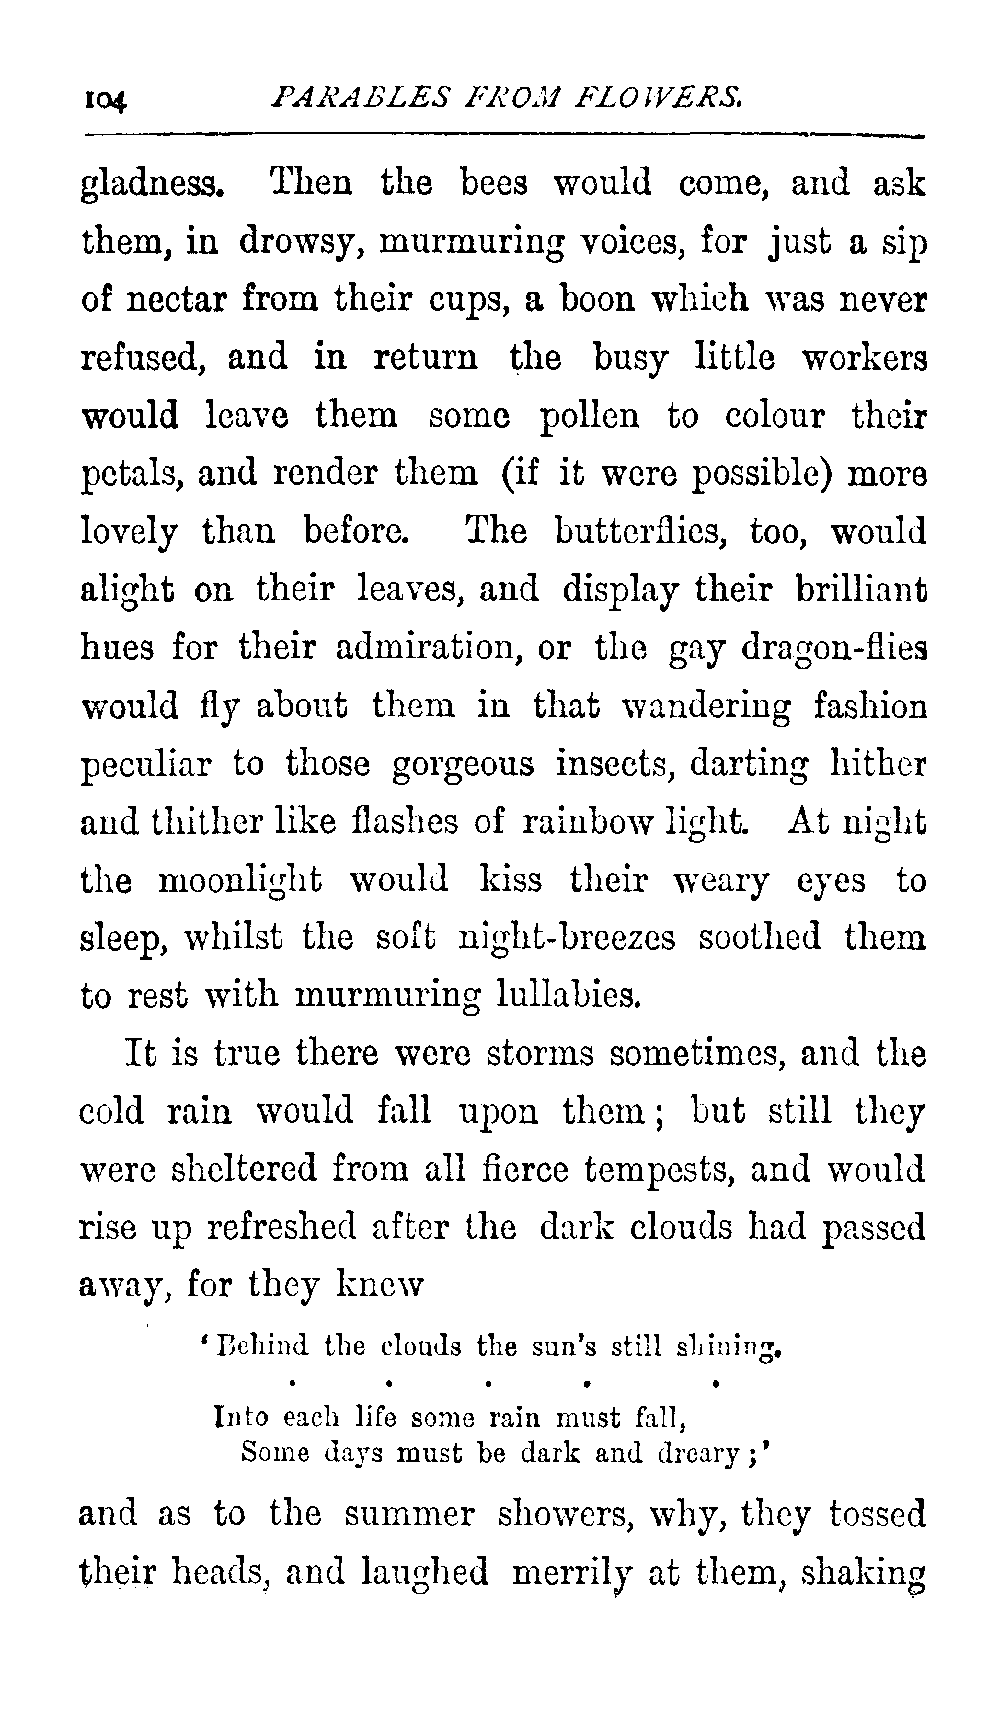 104 PARABLES FROM FLOWERS.
gladness. Then the bees would come, and ask
them, in drowsy, murmuring voices, for just a sip
of nectar from their cups, a boon which was never
refused, and in return the busy little workers
would leave them some pollen to colour their
petals, and render them (if it were possible) more
lovely than before. The butterflies, too, would
alight on their leaves, and display their brilliant
hues for their admiration, or the gay dragon-flies
would fly about them in that wandering fashion
peculiar to those gorgeous insects, darting hither
and thither like flashes of rainbow light. At night
the moonlight would kiss their weary eyes to
sleep, whilst the soft night-breezes soothed them
to rest with murmuring lullabies.
It is true there were storms sometimes, and the
cold rain would fall upon them; but still they
were sheltered from all fierce tempests, and would
rise up refreshed after the dark clouds had passed
away, for they knew
‘Behind the clouds the sun's still shining.
. . . . .
Into each life some rain must fall,
Some days must be dark and dreary;’
and as to the summer showers, why, they tossed
their heads, and laughed merrily at them, shaking